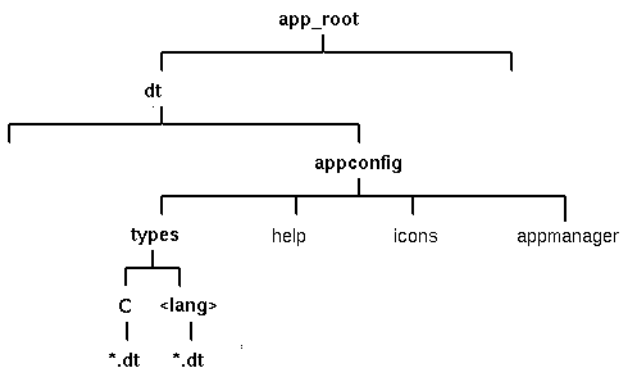 app_root
dt
appconfig
types help icons appmanager
C <lang>
*.dt *.dt